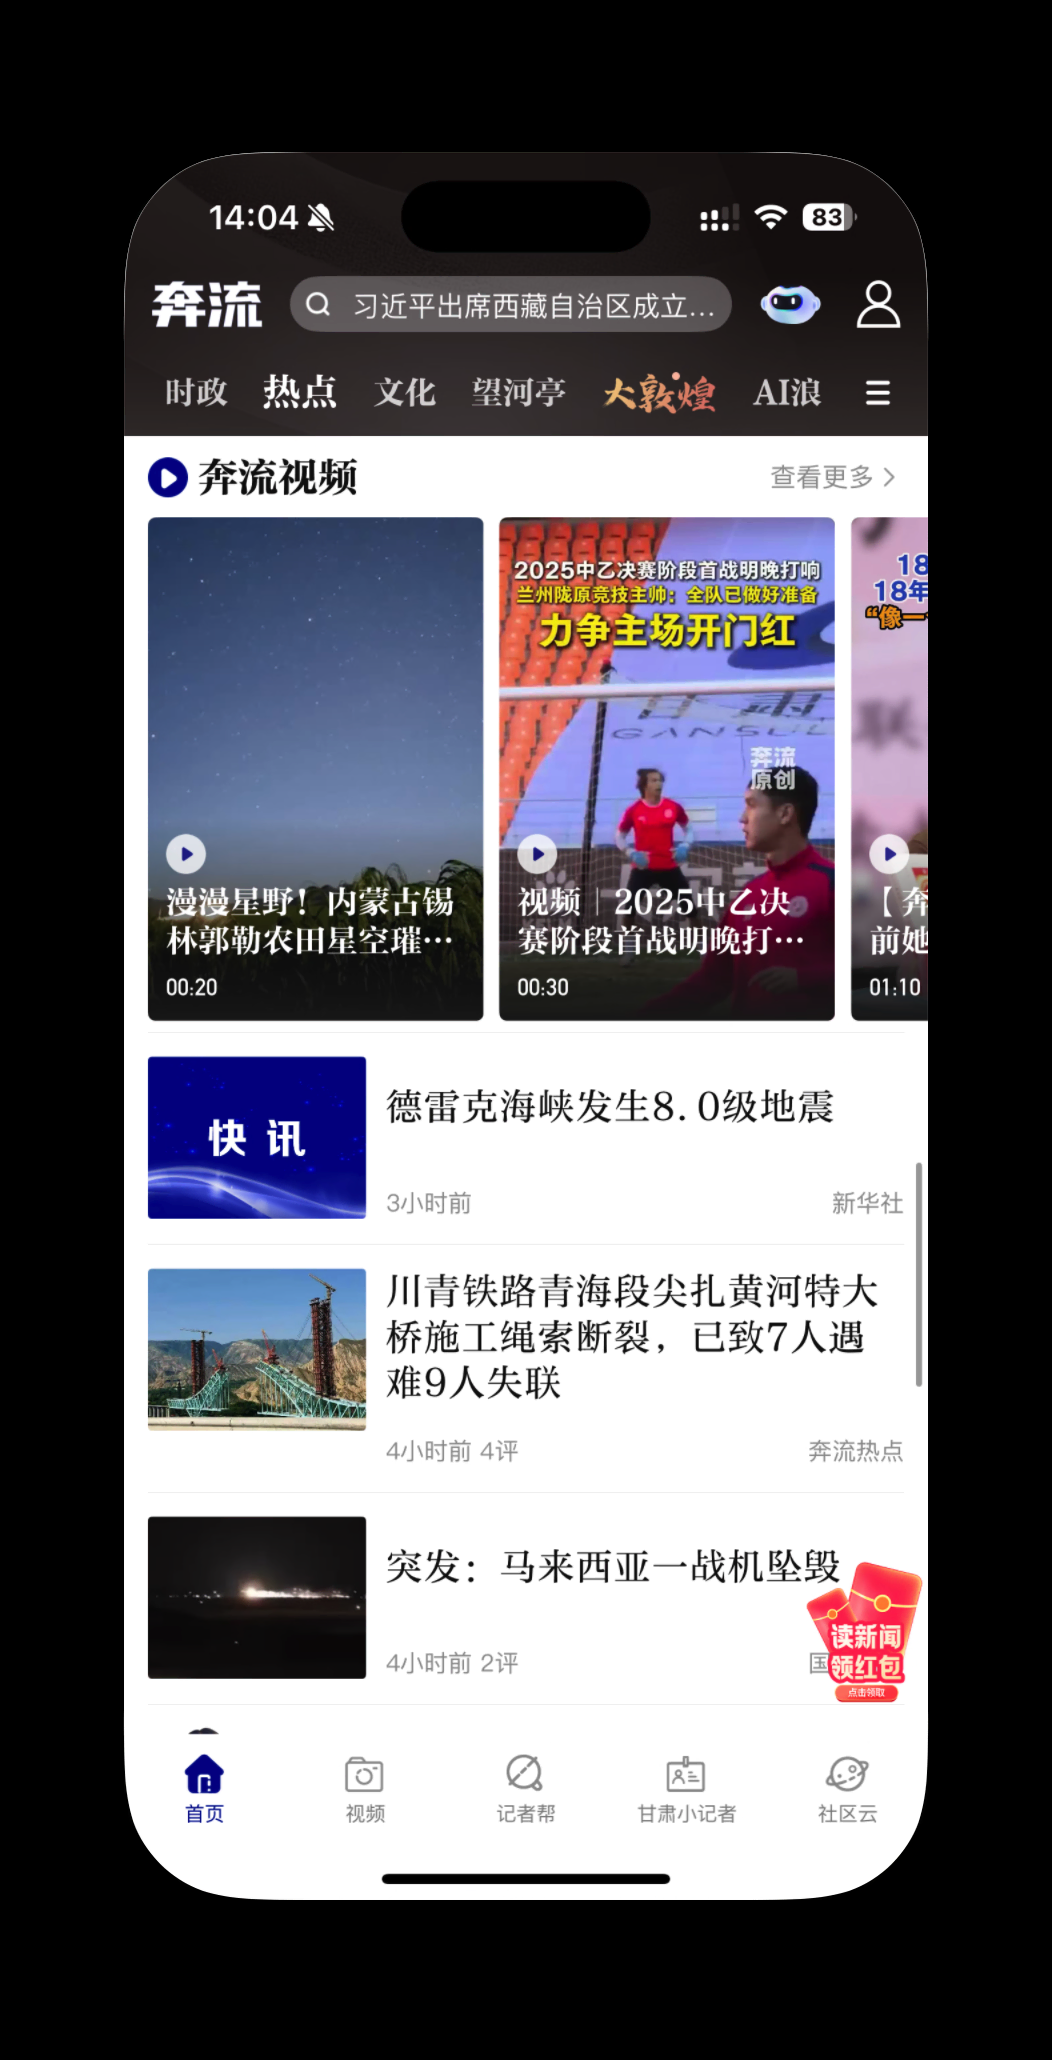 14:04
83
奔流
习近平出席西藏自治区成立...
时政 热点 文化 望河亭 大敦煌 AI浪
奔流视频
查看更多
漫漫星野！内蒙古锡
林郭勒农田星空璀…
00:20
2025中乙决赛阶段首战明晚打响
兰州陇原竞技主帅：全队已做好准备
力争主场开门红
甘肃
GANSU
奔流
原创
视频｜2025中乙决
赛阶段首战明晚打…
00:30
18
18年
“像一
联
【奔
前她
01:10
快讯
德雷克海峡发生8.0级地震
3小时前
新华社
川青铁路青海段尖扎黄河特大
桥施工绳索断裂，已致7人遇
难9人失联
4小时前 4评
奔流热点
突发：马来西亚一战机坠毁
4小时前 2评
国
读新闻
领红包
点击领取
首页
视频
记者帮
甘肃小记者
社区云